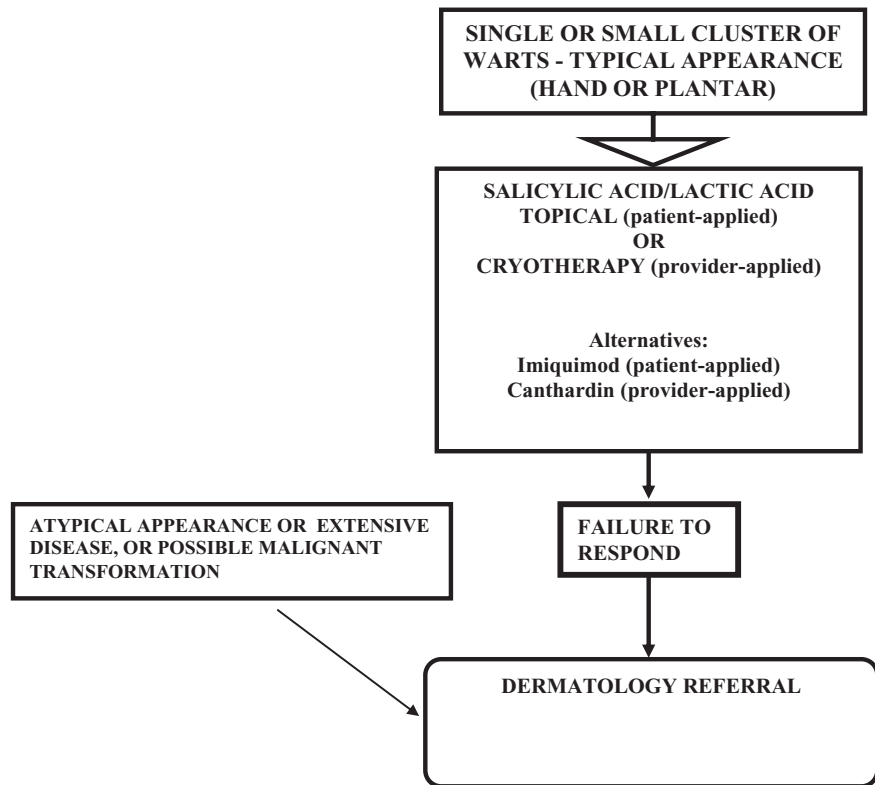 SINGLE OR SMALL CLUSTER OF
WARTS - TYPICAL APPEARANCE
(HAND OR PLANTAR)
SALICYLIC ACID/LACTIC ACID
TOPICAL (patient-applied)
OR
CRYOTHERAPY (provider-applied)
Alternatives:
Imiquimod (patient-applied)
Canthardin (provider-applied)
ATYPICAL APPEARANCE OR EXTENSIVE
DISEASE, OR POSSIBLE MALIGNANT
TRANSFORMATION
FAILURE TO
RESPOND
DERMATOLOGY REFERRAL